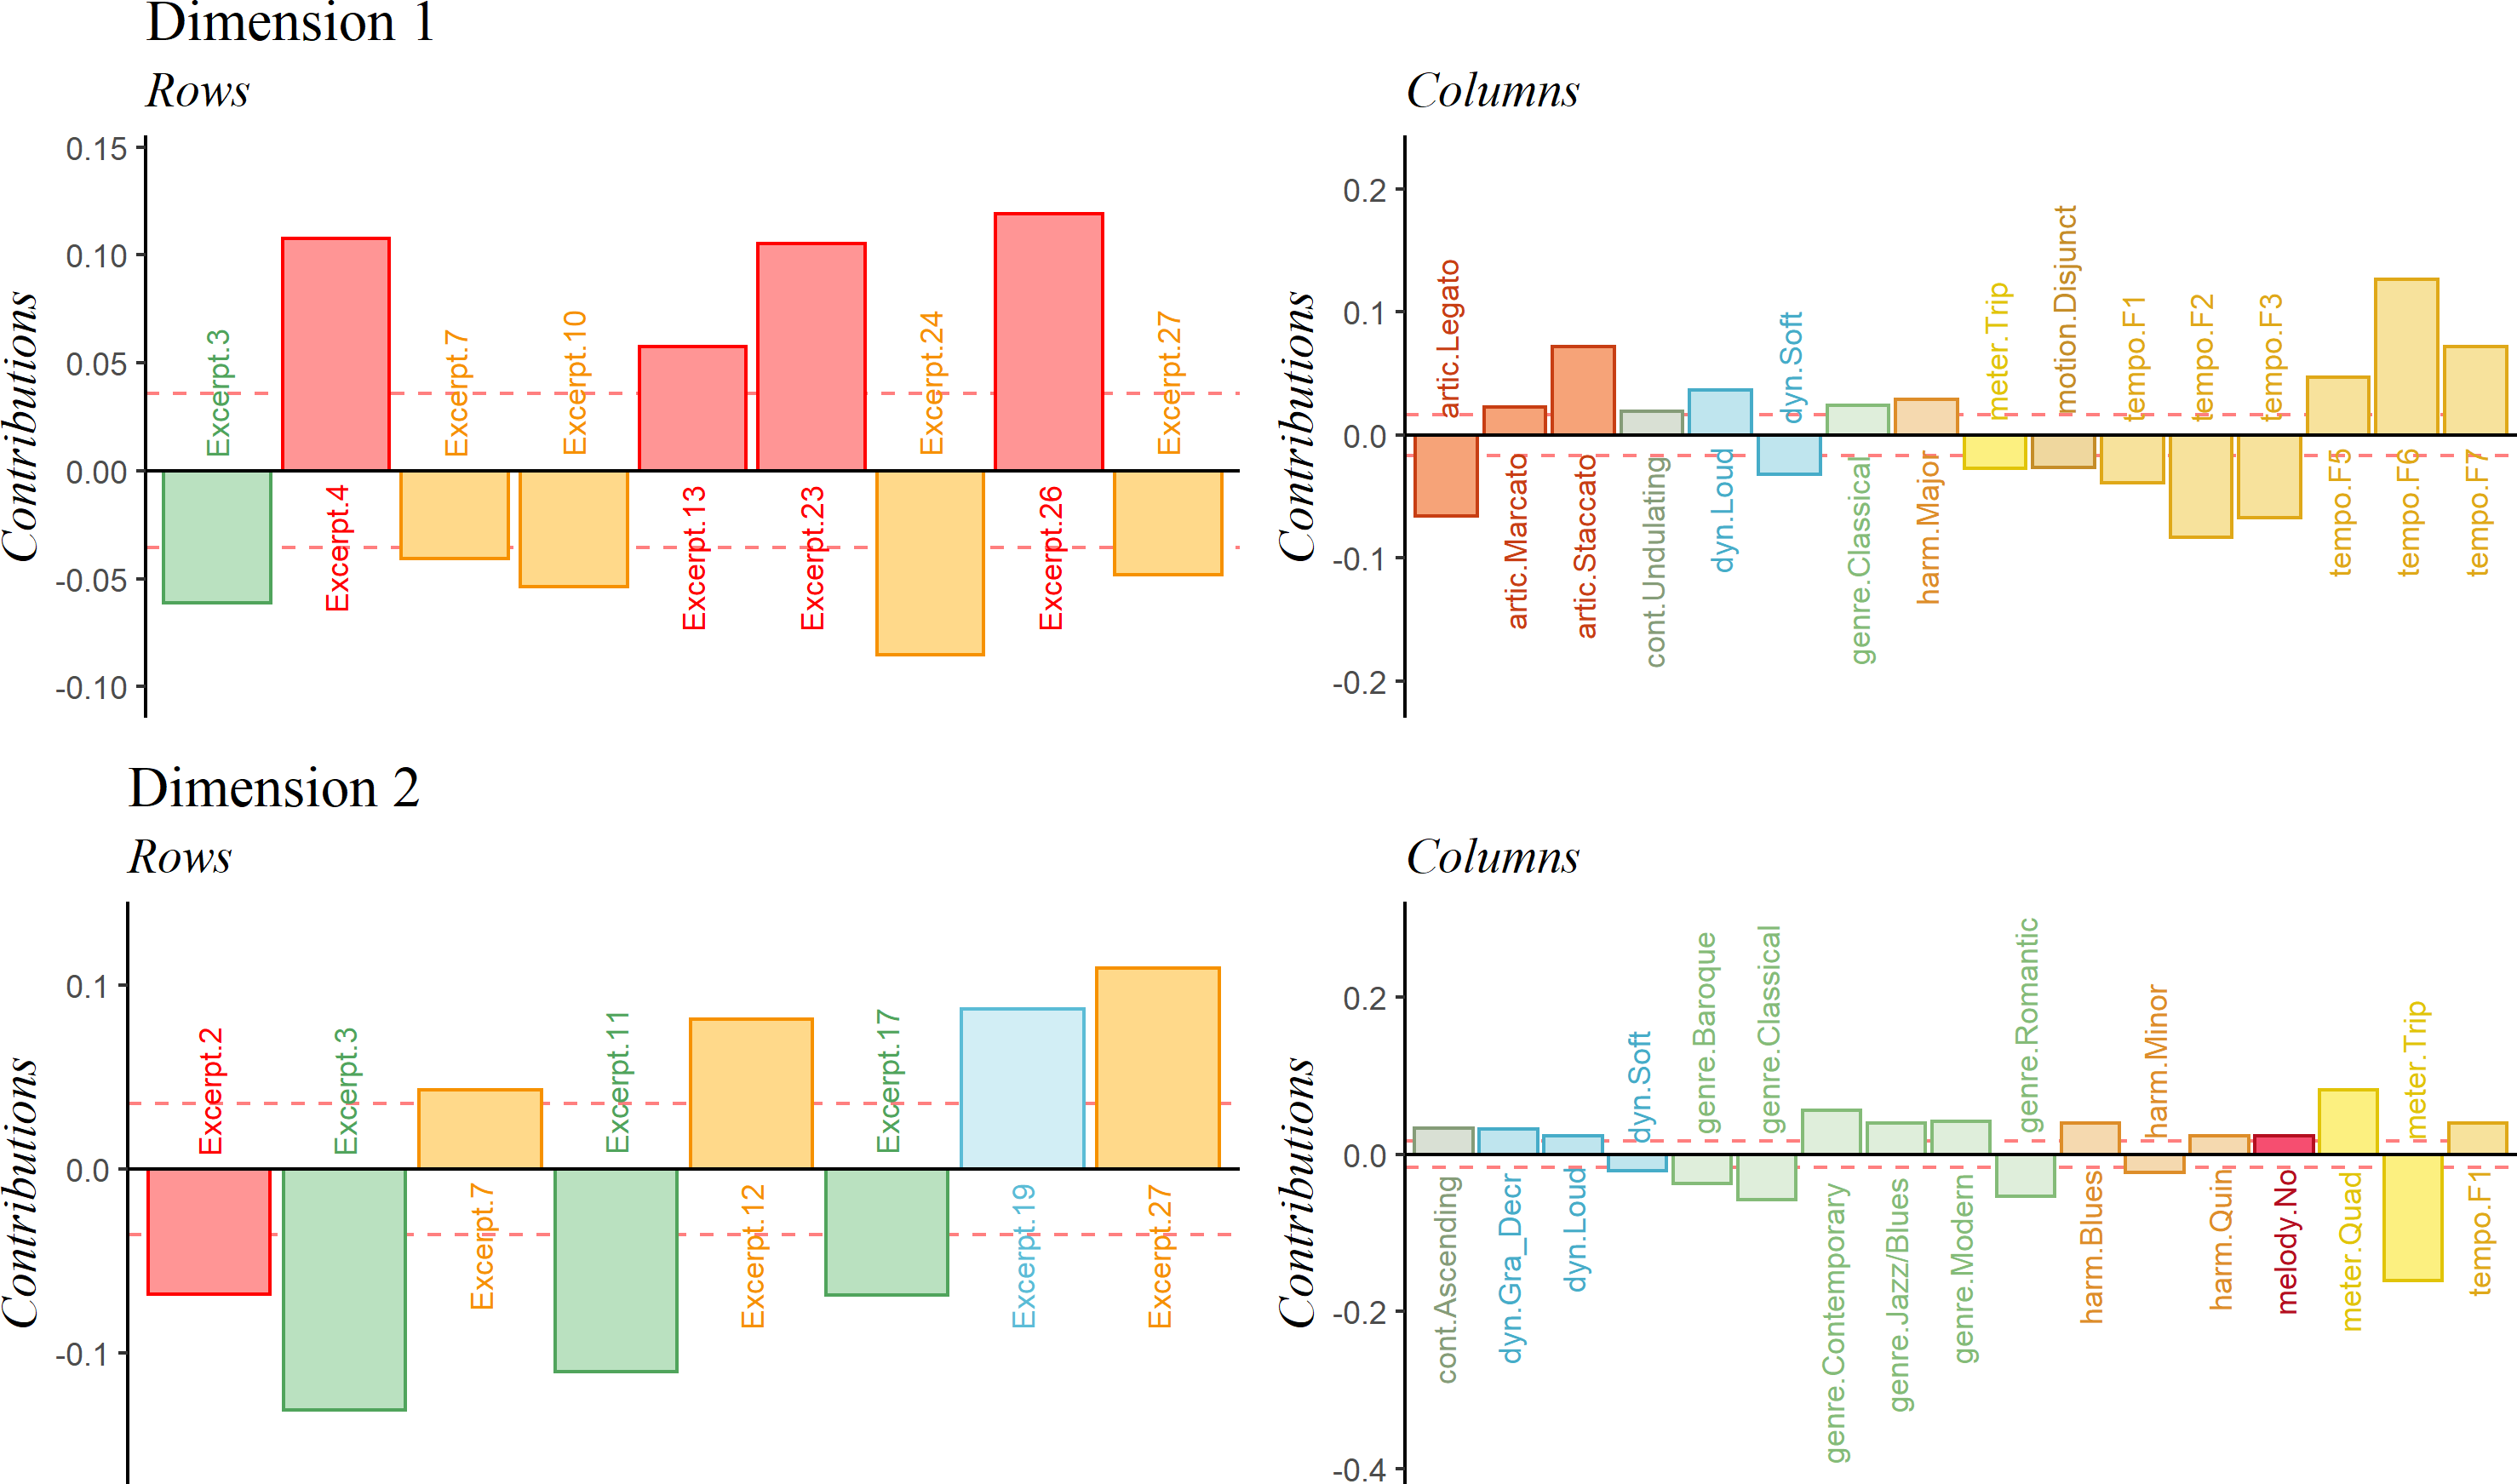 Dimension 1
Rows
Columns
Contributions
0.15
0.10
0.05
0.00
-0.05
-0.10
Excerpt.3
Excerpt.4
Excerpt.7
Excerpt.10
Excerpt.13
Excerpt.23
Excerpt.24
Excerpt.26
Excerpt.27
Contributions
0.2
0.1
0.0
-0.1
-0.2
artic.Legato
artic.Marcato
artic.Staccato
cont.Undulating
dyn.Loud
dyn.Soft
genre.Classical
harm.Major
meter.Trip
motion.Disjunct
tempo.F1
tempo.F2
tempo.F3
tempo.F5
tempo.F6
tempo.F7
Dimension 2
Rows
Columns
Contributions
0.1
0.0
-0.1
Excerpt.2
Excerpt.3
Excerpt.7
Excerpt.11
Excerpt.12
Excerpt.17
Excerpt.19
Excerpt.27
Contributions
0.2
0.0
-0.2
-0.4
cont.Ascending
dyn.Gra_Decr
dyn.Loud
dyn.Soft
genre.Baroque
genre.Classical
genre.Contemporary
genre.Jazz/Blues
genre.Modern
genre.Romantic
harm.Blues
harm.Minor
harm.Quin
melody.No
meter.Quad
meter.Trip
tempo.F1